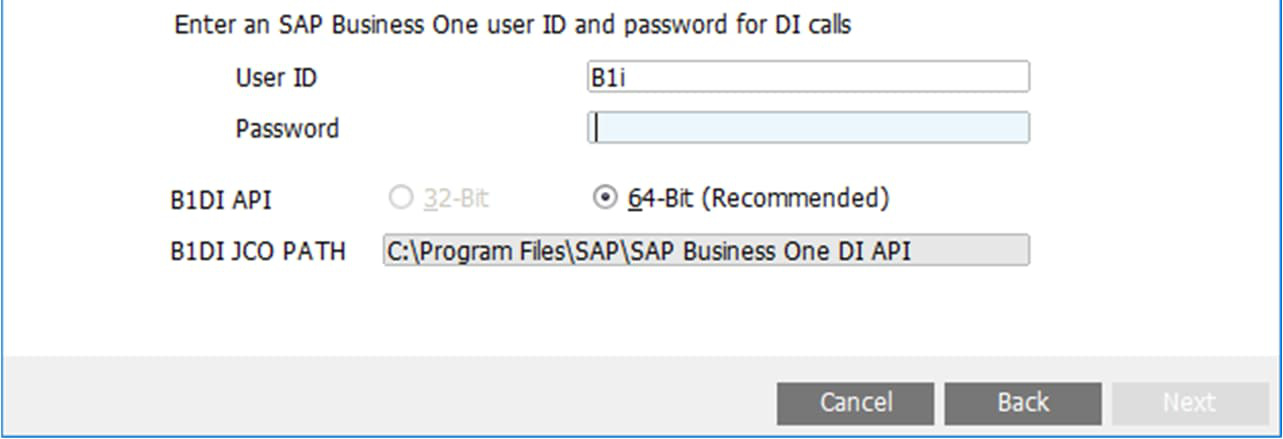 Enter an SAP Business One user ID and password for DI calls
User ID B1i
Password
B1DI API 32-Bit 64-Bit (Recommended)
B1DI JCO PATH C:\Program Files\SAP\SAP Business One DI API
Cancel Back Next